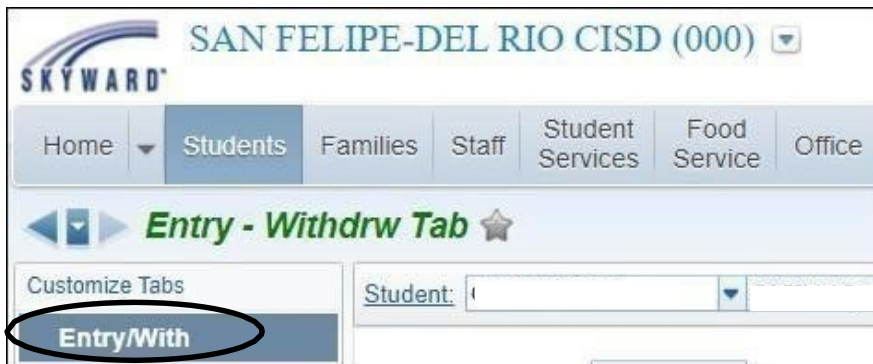 SAN FELIPE-DEL RIO CISD (000)
SKYWARD
Home Students Families Staff Student Services Food Service Office
Entry - Withdrw Tab
Customize Tabs
Student:
Entry/With